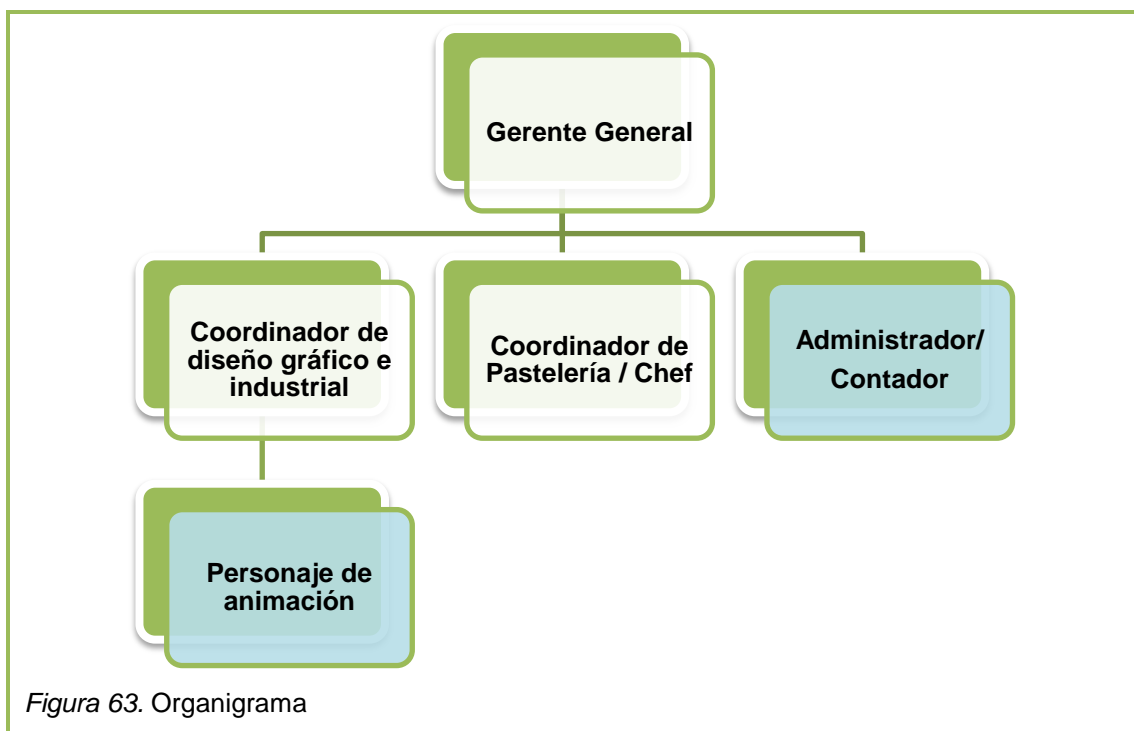 Gerente General
Coordinador de
diseño gráfico e
industrial
Coordinador de
Pastelería / Chef
Administrador/
Contador
Personaje de
animación
Figura 63. Organigrama